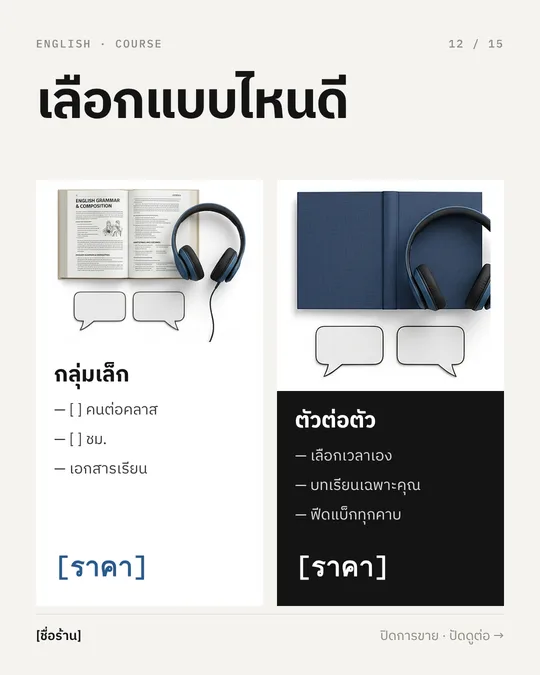 ENGLISH · COURSE
12 / 15
เลือกแบบไหนดี
ENGLISH GRAMMAR
& COMPOSITION
กลุ่มเล็ก
— [ ] คนต่อคลาส
— [ ] ชม.
— เอกสารเรียน
[ราคา]
ตัวต่อตัว
— เลือกเวลาเอง
— บทเรียนเฉพาะคุณ
— ฟีดแบ็กทุกคาบ
[ราคา]
[ชื่อร้าน]
ปิดการขาย · ปัดดูต่อ →